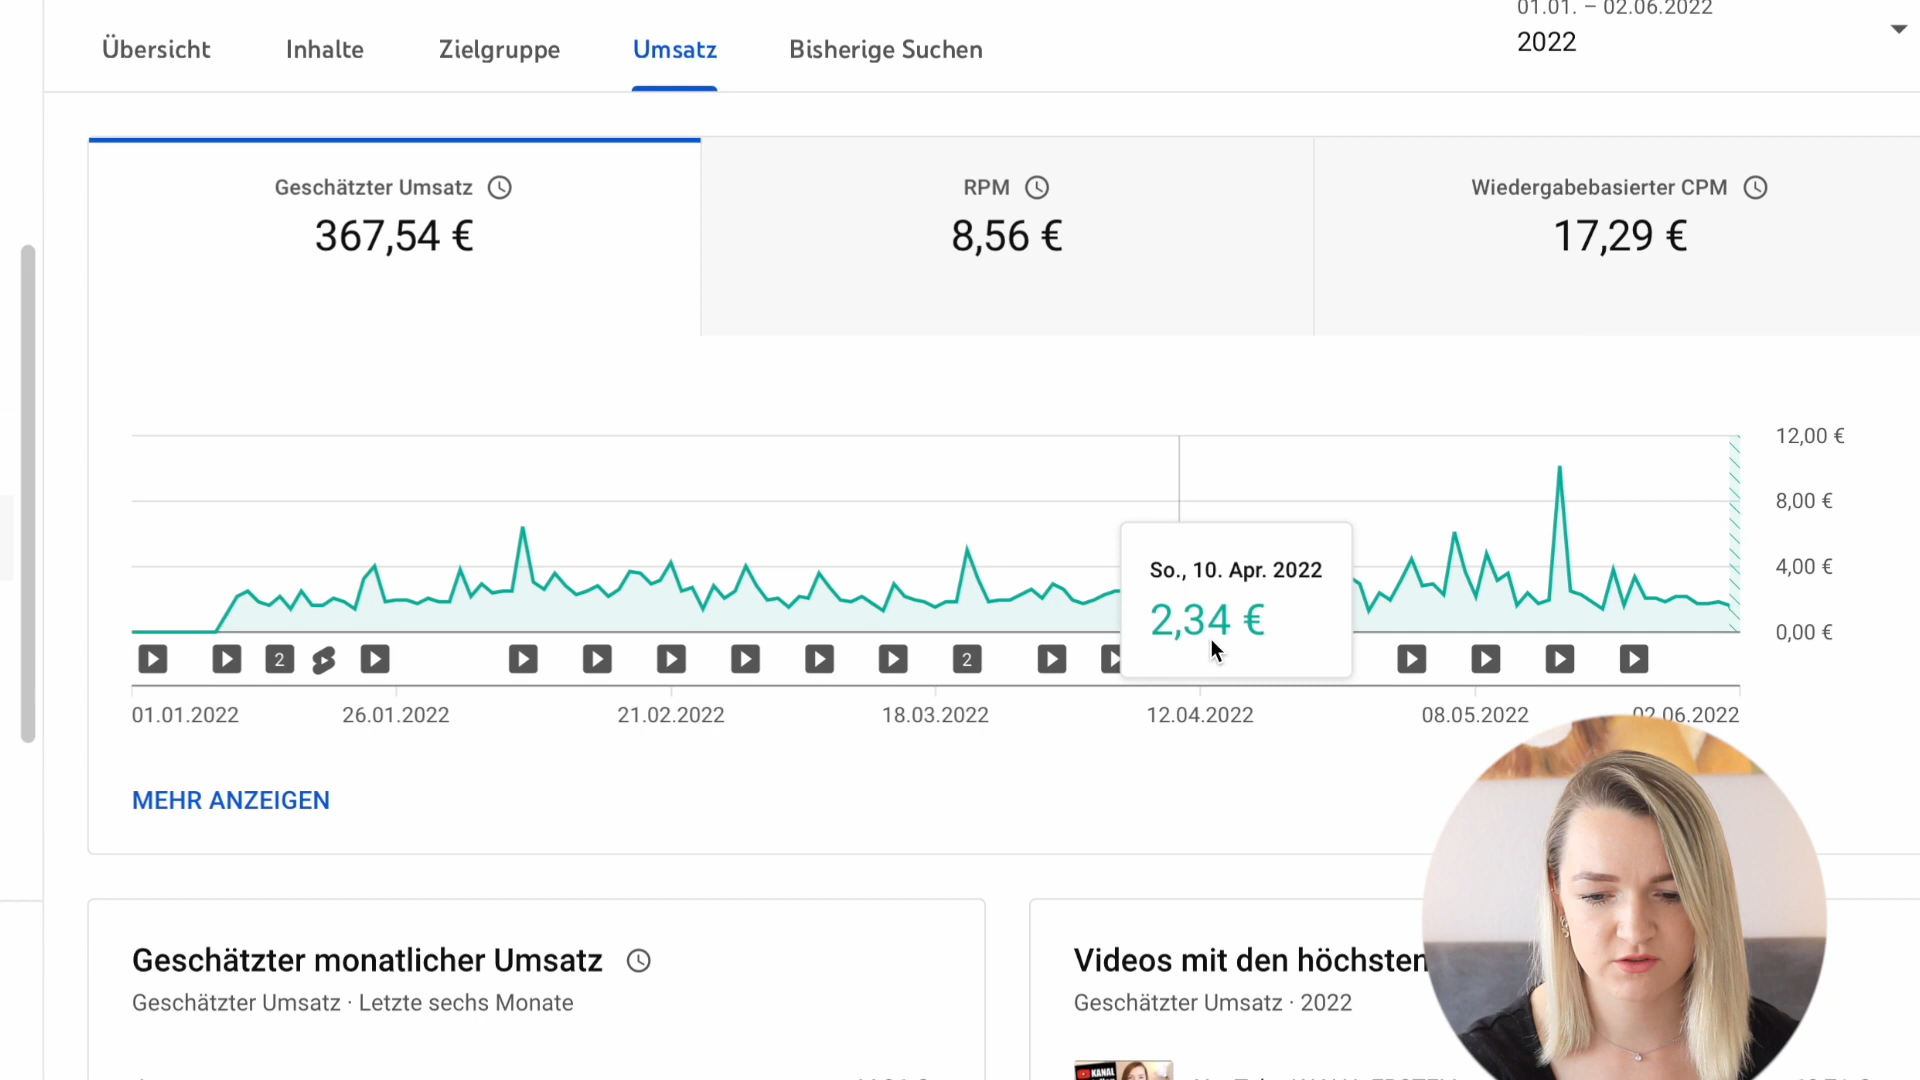 01.01. – 02.06.2022
Übersicht Inhalte Zielgruppe Umsatz Bisherige Suchen 2022
Geschätzter Umsatz RPM Wiedergabebasierter CPM
367,54 € 8,56 € 17,29 €
12,00 €
8,00 €
4,00 €
0,00 €
So., 10. Apr. 2022
2,34 €
2 2
01.01.2022 26.01.2022 21.02.2022 18.03.2022 12.04.2022 08.05.2022 02.06.2022
MEHR ANZEIGEN
Geschätzter monatlicher Umsatz
Geschätzter Umsatz · Letzte sechs Monate
Videos mit den höchsten
Geschätzter Umsatz · 2022
KANAL